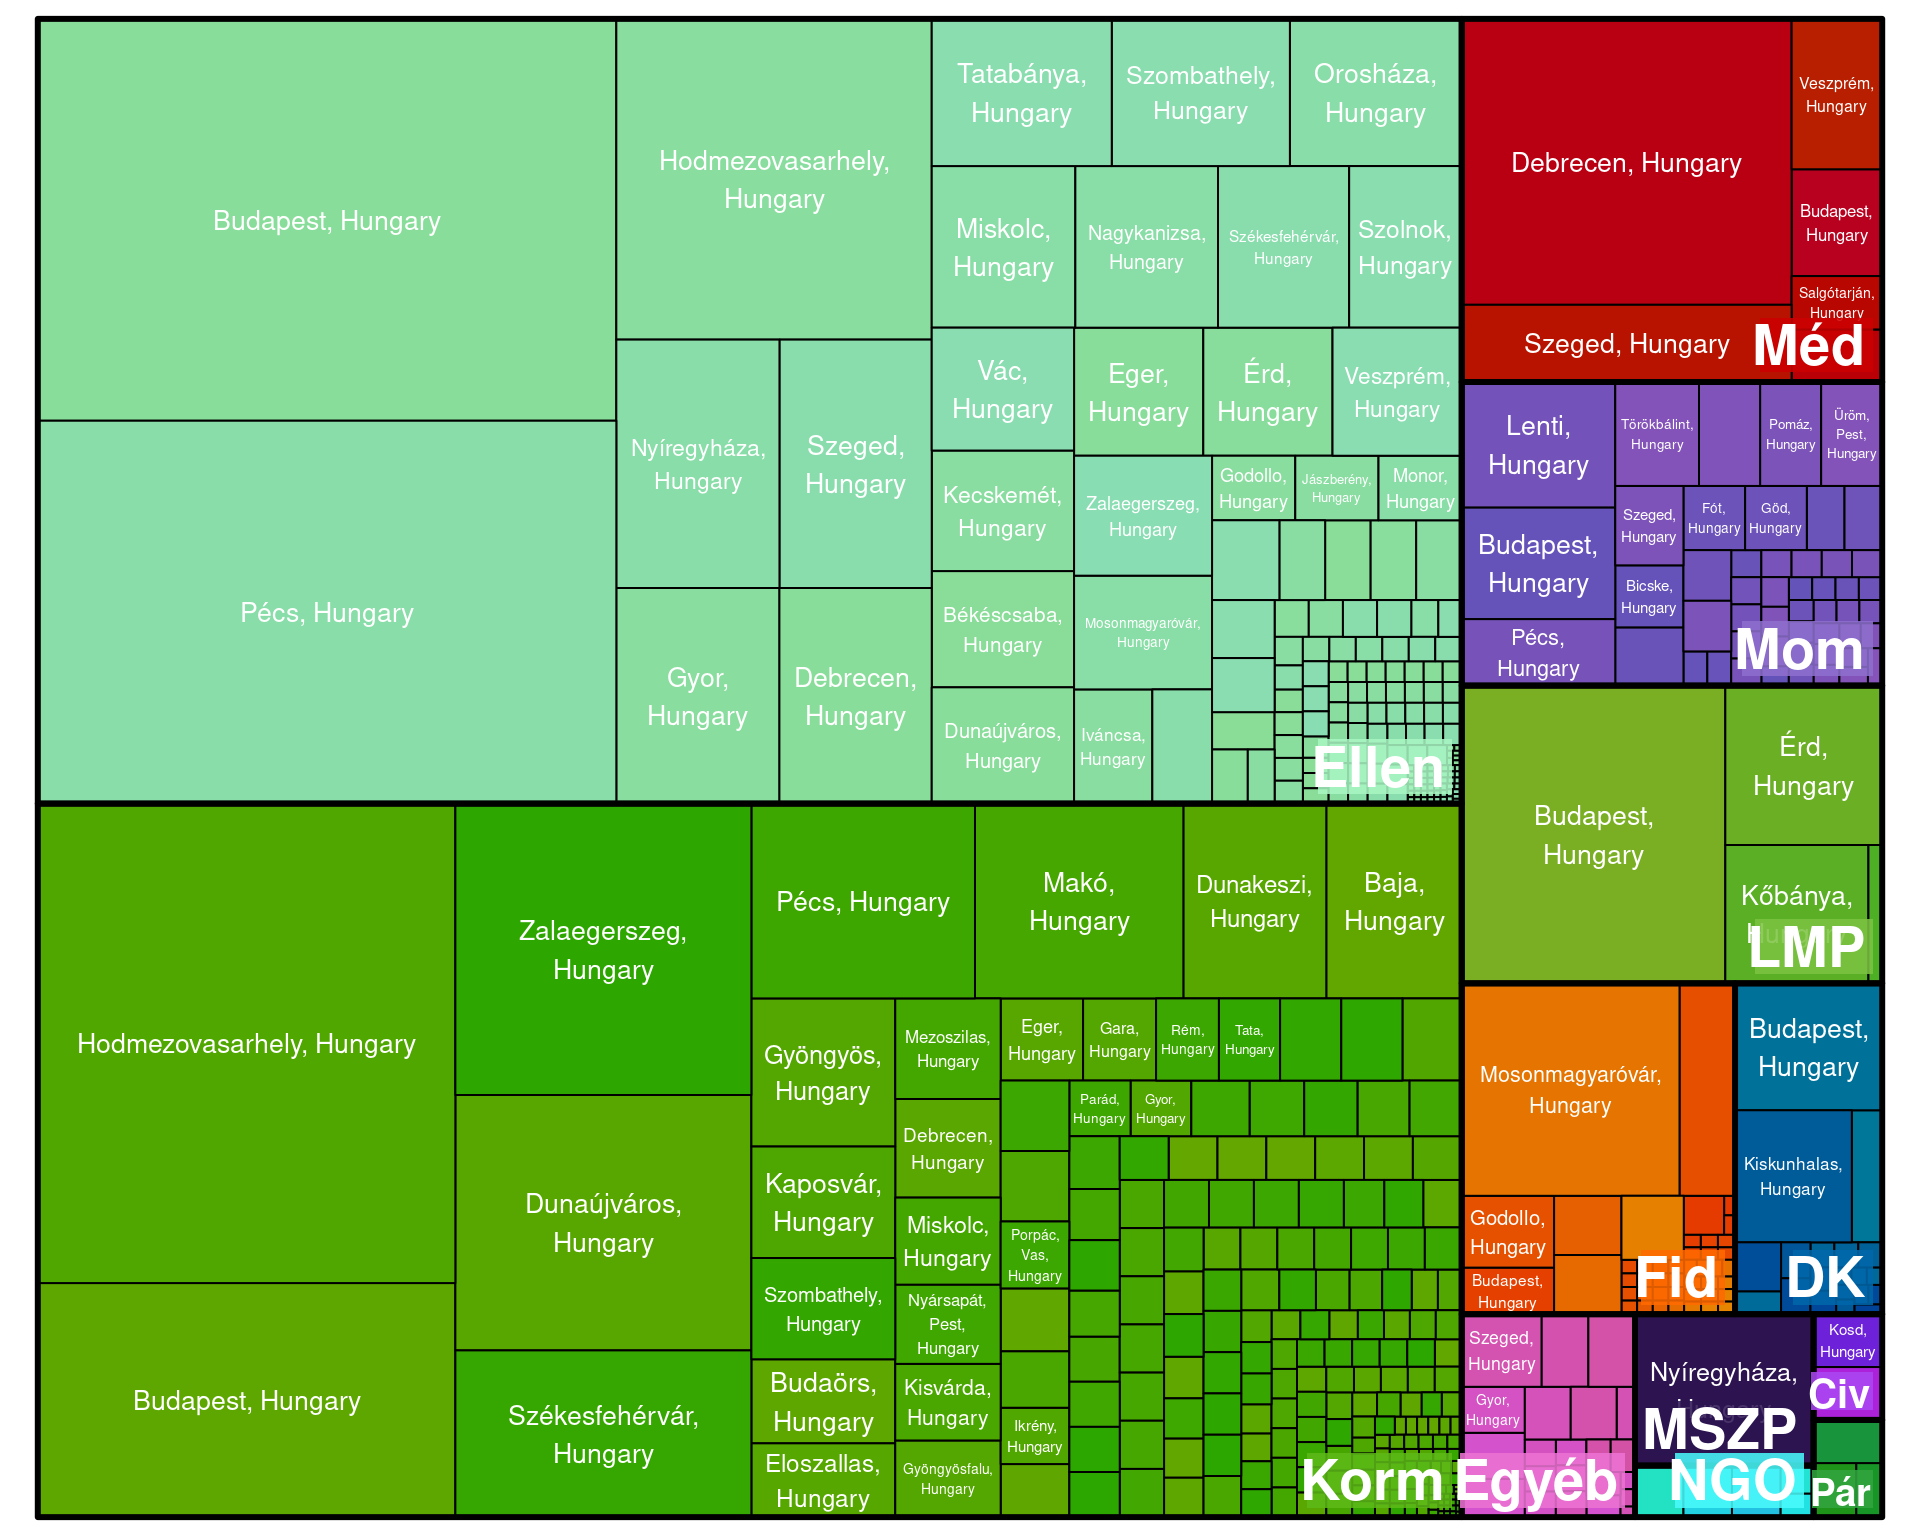 Budapest, Hungary
Pécs, Hungary
Hodmezovasarhely,
Hungary
Nyíregyháza,
Hungary
Szeged,
Hungary
Gyor,
Hungary
Debrecen,
Hungary
Tatabánya,
Hungary
Szombathely,
Hungary
Orosháza,
Hungary
Miskolc,
Hungary
Nagykanizsa,
Hungary
Székesfehérvár,
Hungary
Szolnok,
Hungary
Vác,
Hungary
Eger,
Hungary
Érd,
Hungary
Veszprém,
Hungary
Kecskemét,
Hungary
Zalaegerszeg,
Hungary
Godollo,
Hungary
Jászberény,
Hungary
Monor,
Hungary
Békéscsaba,
Hungary
Mosonmagyaróvár,
Hungary
Dunaújváros,
Hungary
Iváncsa,
Hungary
Ellen
Hodmezovasarhely, Hungary
Budapest, Hungary
Zalaegerszeg,
Hungary
Dunaújváros,
Hungary
Székesfehérvár,
Hungary
Pécs, Hungary
Makó,
Hungary
Dunakeszi,
Hungary
Baja,
Hungary
Gyöngyös,
Hungary
Kaposvár,
Hungary
Szombathely,
Hungary
Budaörs,
Hungary
Eloszallas,
Hungary
Mezoszilas,
Hungary
Debrecen,
Hungary
Miskolc,
Hungary
Nyársapát,
Pest,
Hungary
Kisvárda,
Hungary
Gyöngyösfalu,
Hungary
Eger,
Hungary
Gara,
Hungary
Rém,
Hungary
Tata,
Hungary
Parád,
Hungary
Gyor,
Hungary
Porpác,
Vas,
Hungary
Ikrény,
Hungary
Korm
Debrecen, Hungary
Szeged, Hungary
Veszprém,
Hungary
Budapest,
Hungary
Salgótarján,
Hungary
Méd
Lenti,
Hungary
Budapest,
Hungary
Pécs,
Hungary
Törökbálint,
Hungary
Pomáz,
Hungary
Üröm,
Pest,
Hungary
Szeged,
Hungary
Fót,
Hungary
Göd,
Hungary
Bicske,
Hungary
Mom
Budapest,
Hungary
Érd,
Hungary
Kőbánya,
Hungary
LMP
Mosonmagyaróvár,
Hungary
Godollo,
Hungary
Budapest,
Hungary
Fid
Budapest,
Hungary
Kiskunhalas,
Hungary
DK
Szeged,
Hungary
Gyor,
Hungary
Egyéb
Nyíregyháza,
Hungary
MSZP
NGO
Kosd,
Hungary
Civ
Pár